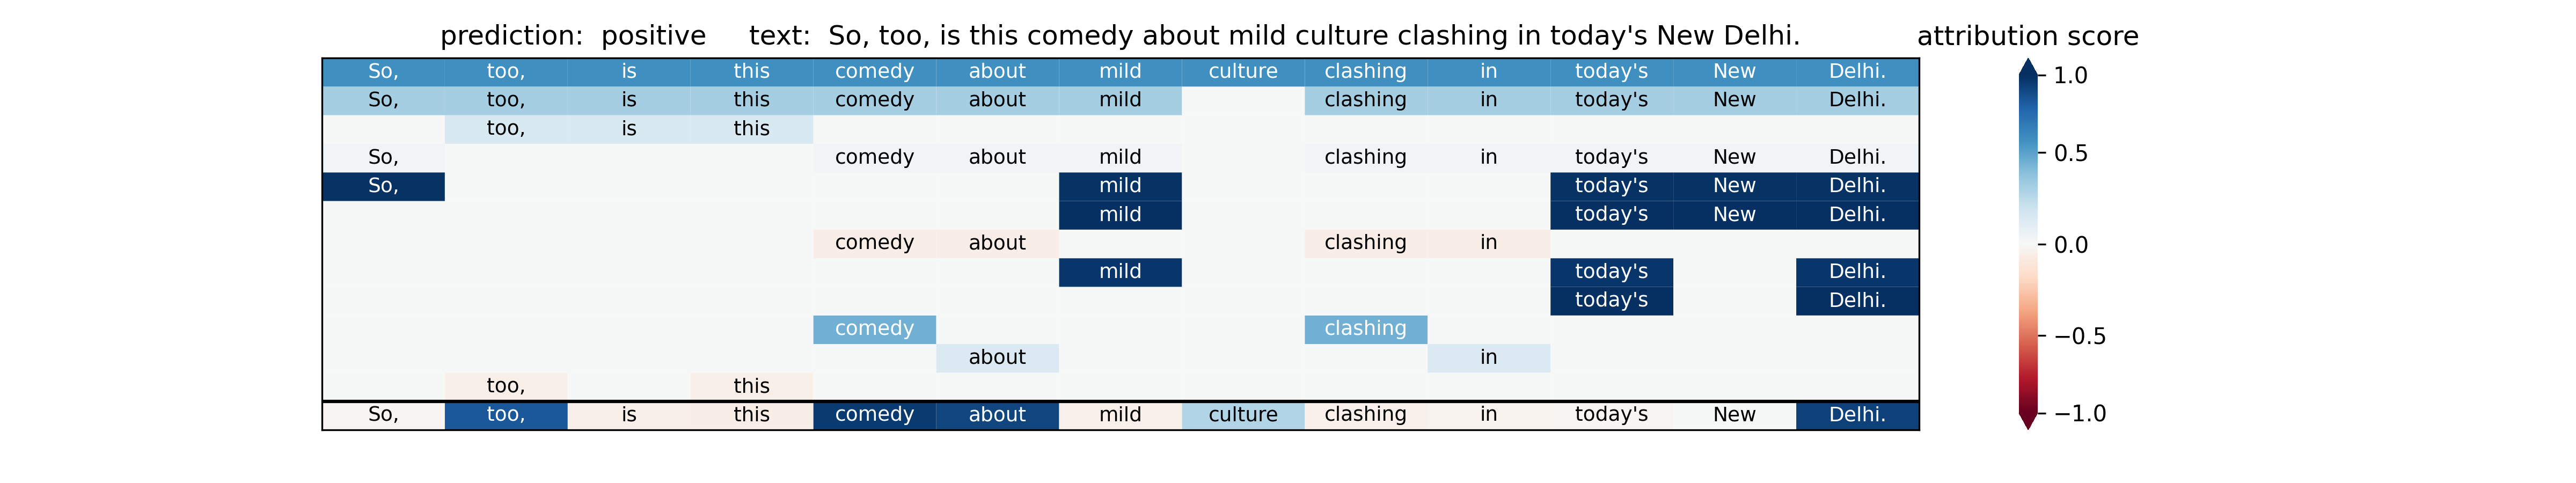 prediction: positive text: So, too, is this comedy about mild culture clashing in today's New Delhi. attribution score
So, too, is this comedy about mild culture clashing in today's New Delhi.
So, too, is this comedy about mild clashing in today's New Delhi.
too, is this
So, comedy about mild clashing in today's New Delhi.
So, mild today's New Delhi.
mild today's New Delhi.
comedy about clashing in
mild today's Delhi.
today's Delhi.
comedy clashing
about in
too, this
So, too, is this comedy about mild culture clashing in today's New Delhi.
1.0
0.5
0.0
−0.5
−1.0